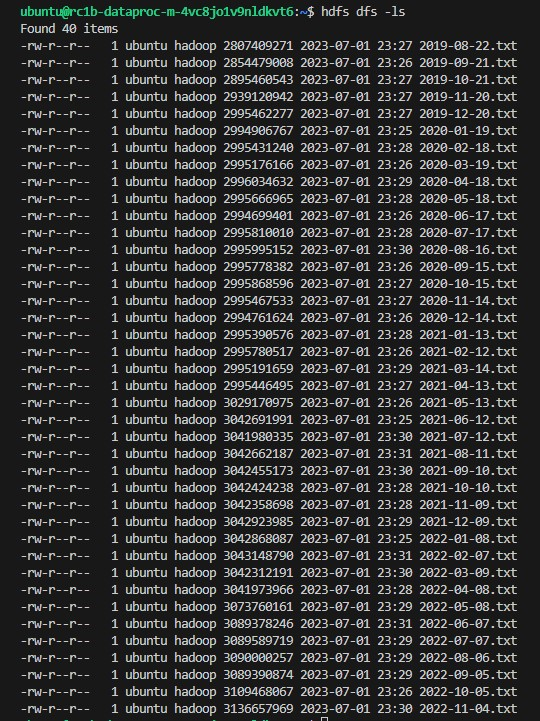 ubuntu@rc1b-dataproc-m-4vc8jo1v9nldkvt6:~$ hdfs dfs -ls
Found 40 items
-rw-r--r--   1 ubuntu hadoop 2807409271 2023-07-01 23:27 2019-08-22.txt
-rw-r--r--   1 ubuntu hadoop 2854479008 2023-07-01 23:26 2019-09-21.txt
-rw-r--r--   1 ubuntu hadoop 2895460543 2023-07-01 23:27 2019-10-21.txt
-rw-r--r--   1 ubuntu hadoop 2939120942 2023-07-01 23:27 2019-11-20.txt
-rw-r--r--   1 ubuntu hadoop 2995462277 2023-07-01 23:27 2019-12-20.txt
-rw-r--r--   1 ubuntu hadoop 2994906767 2023-07-01 23:25 2020-01-19.txt
-rw-r--r--   1 ubuntu hadoop 2995431240 2023-07-01 23:28 2020-02-18.txt
-rw-r--r--   1 ubuntu hadoop 2995176166 2023-07-01 23:26 2020-03-19.txt
-rw-r--r--   1 ubuntu hadoop 2996034632 2023-07-01 23:29 2020-04-18.txt
-rw-r--r--   1 ubuntu hadoop 2995666965 2023-07-01 23:28 2020-05-18.txt
-rw-r--r--   1 ubuntu hadoop 2994699401 2023-07-01 23:26 2020-06-17.txt
-rw-r--r--   1 ubuntu hadoop 2995810010 2023-07-01 23:28 2020-07-17.txt
-rw-r--r--   1 ubuntu hadoop 2995995152 2023-07-01 23:30 2020-08-16.txt
-rw-r--r--   1 ubuntu hadoop 2995778382 2023-07-01 23:26 2020-09-15.txt
-rw-r--r--   1 ubuntu hadoop 2995868596 2023-07-01 23:27 2020-10-15.txt
-rw-r--r--   1 ubuntu hadoop 2995467533 2023-07-01 23:27 2020-11-14.txt
-rw-r--r--   1 ubuntu hadoop 2994761624 2023-07-01 23:26 2020-12-14.txt
-rw-r--r--   1 ubuntu hadoop 2995390576 2023-07-01 23:28 2021-01-13.txt
-rw-r--r--   1 ubuntu hadoop 2995780517 2023-07-01 23:26 2021-02-12.txt
-rw-r--r--   1 ubuntu hadoop 2995191659 2023-07-01 23:29 2021-03-14.txt
-rw-r--r--   1 ubuntu hadoop 2995446495 2023-07-01 23:27 2021-04-13.txt
-rw-r--r--   1 ubuntu hadoop 3029170975 2023-07-01 23:26 2021-05-13.txt
-rw-r--r--   1 ubuntu hadoop 3042691991 2023-07-01 23:25 2021-06-12.txt
-rw-r--r--   1 ubuntu hadoop 3041980335 2023-07-01 23:30 2021-07-12.txt
-rw-r--r--   1 ubuntu hadoop 3042662187 2023-07-01 23:31 2021-08-11.txt
-rw-r--r--   1 ubuntu hadoop 3042455173 2023-07-01 23:30 2021-09-10.txt
-rw-r--r--   1 ubuntu hadoop 3042424238 2023-07-01 23:28 2021-10-10.txt
-rw-r--r--   1 ubuntu hadoop 3042358698 2023-07-01 23:28 2021-11-09.txt
-rw-r--r--   1 ubuntu hadoop 3042923985 2023-07-01 23:29 2021-12-09.txt
-rw-r--r--   1 ubuntu hadoop 3042868087 2023-07-01 23:25 2022-01-08.txt
-rw-r--r--   1 ubuntu hadoop 3043148790 2023-07-01 23:31 2022-02-07.txt
-rw-r--r--   1 ubuntu hadoop 3042312191 2023-07-01 23:30 2022-03-09.txt
-rw-r--r--   1 ubuntu hadoop 3041973966 2023-07-01 23:28 2022-04-08.txt
-rw-r--r--   1 ubuntu hadoop 3073760161 2023-07-01 23:29 2022-05-08.txt
-rw-r--r--   1 ubuntu hadoop 3089378246 2023-07-01 23:31 2022-06-07.txt
-rw-r--r--   1 ubuntu hadoop 3089589719 2023-07-01 23:29 2022-07-07.txt
-rw-r--r--   1 ubuntu hadoop 3090000257 2023-07-01 23:29 2022-08-06.txt
-rw-r--r--   1 ubuntu hadoop 3089390874 2023-07-01 23:29 2022-09-05.txt
-rw-r--r--   1 ubuntu hadoop 3109468067 2023-07-01 23:26 2022-10-05.txt
-rw-r--r--   1 ubuntu hadoop 3136657969 2023-07-01 23:30 2022-11-04.txt